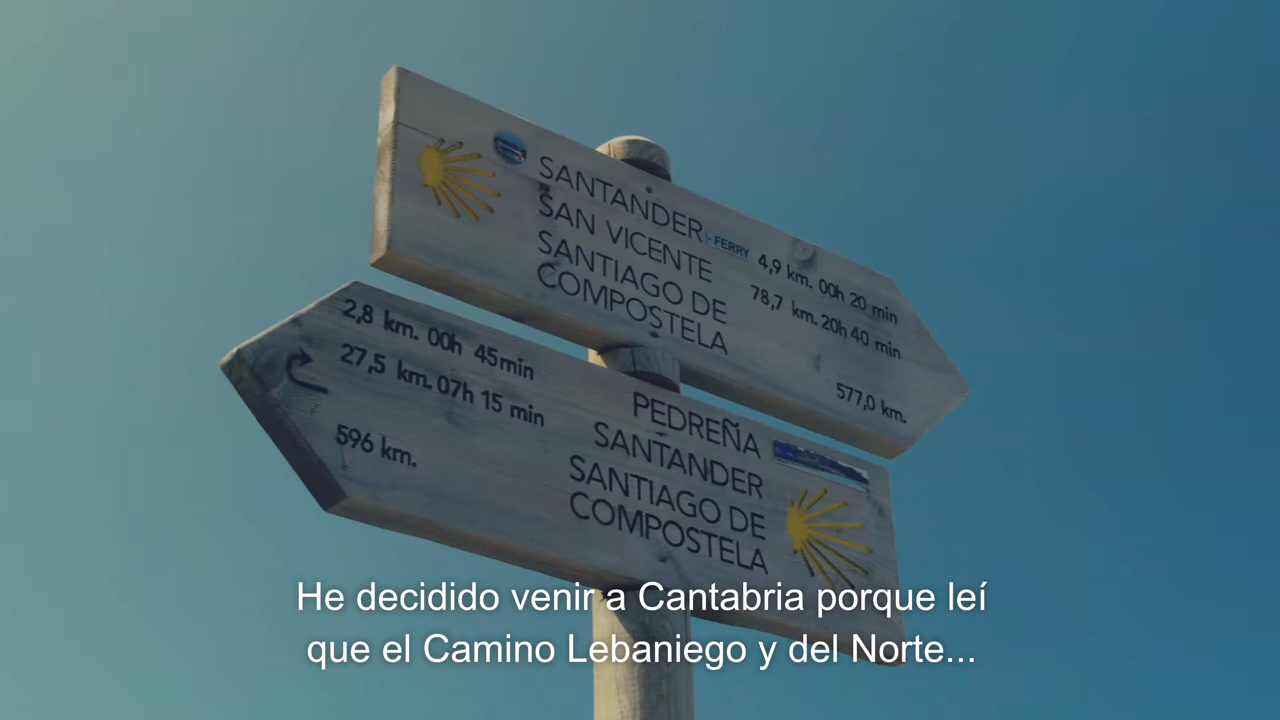 SANTANDER - FERRY 4,9 km. 00h 20 min
SAN VICENTE 78,7 km. 20h 40 min
SANTIAGO DE
COMPOSTELA 577,0 km.
2,8 km. 00h 45min PEDREÑA
27,5 km. 07h 15 min SANTANDER
596 km. SANTIAGO DE
COMPOSTELA
He decidido venir a Cantabria porque leí
que el Camino Lebaniego y del Norte...